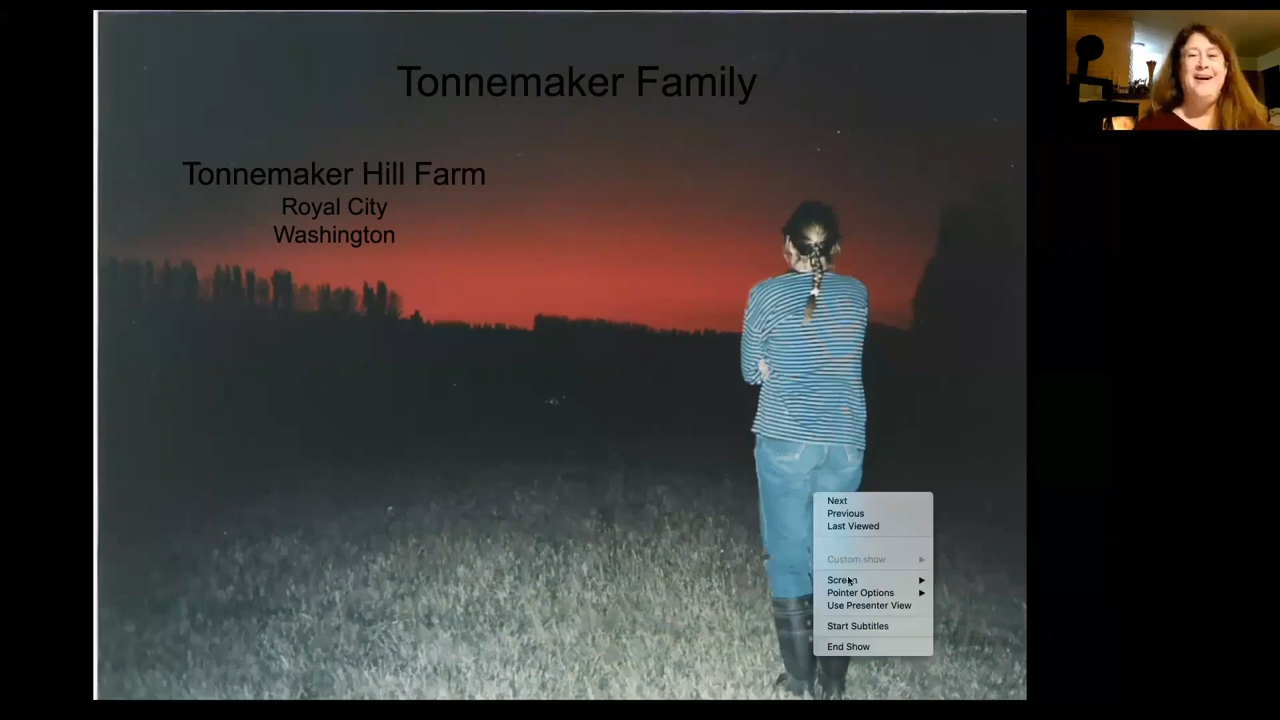 Tonnemaker Family
Tonnemaker Hill Farm
Royal City
Washington
Next
Previous
Last Viewed
Custom show
Screen
Pointer Options
Use Presenter View
Start Subtitles
End Show